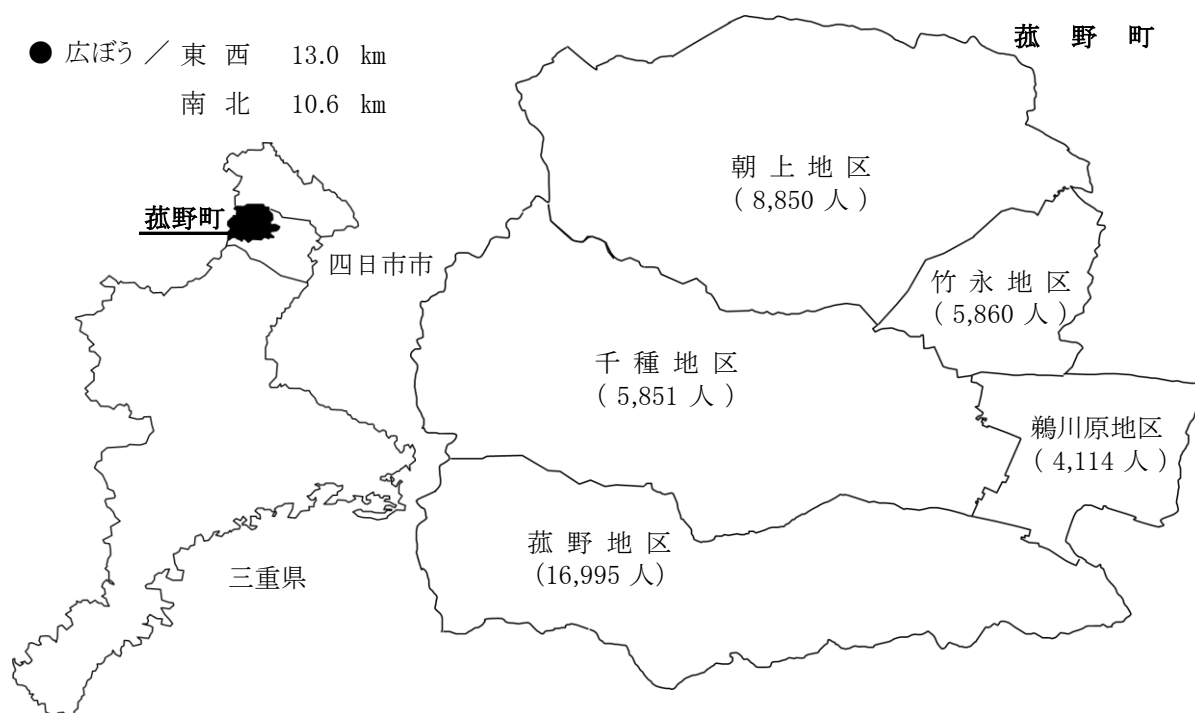 菰野町
● 広ぼう / 東西 13.0 km
南北 10.6 km
菰野町
四日市市
三重県
朝上地区
( 8,850 人 )
竹永地区
( 5,860 人 )
千種地区
( 5,851 人 )
鵜川原地区
( 4,114 人 )
菰野地区
(16,995 人)